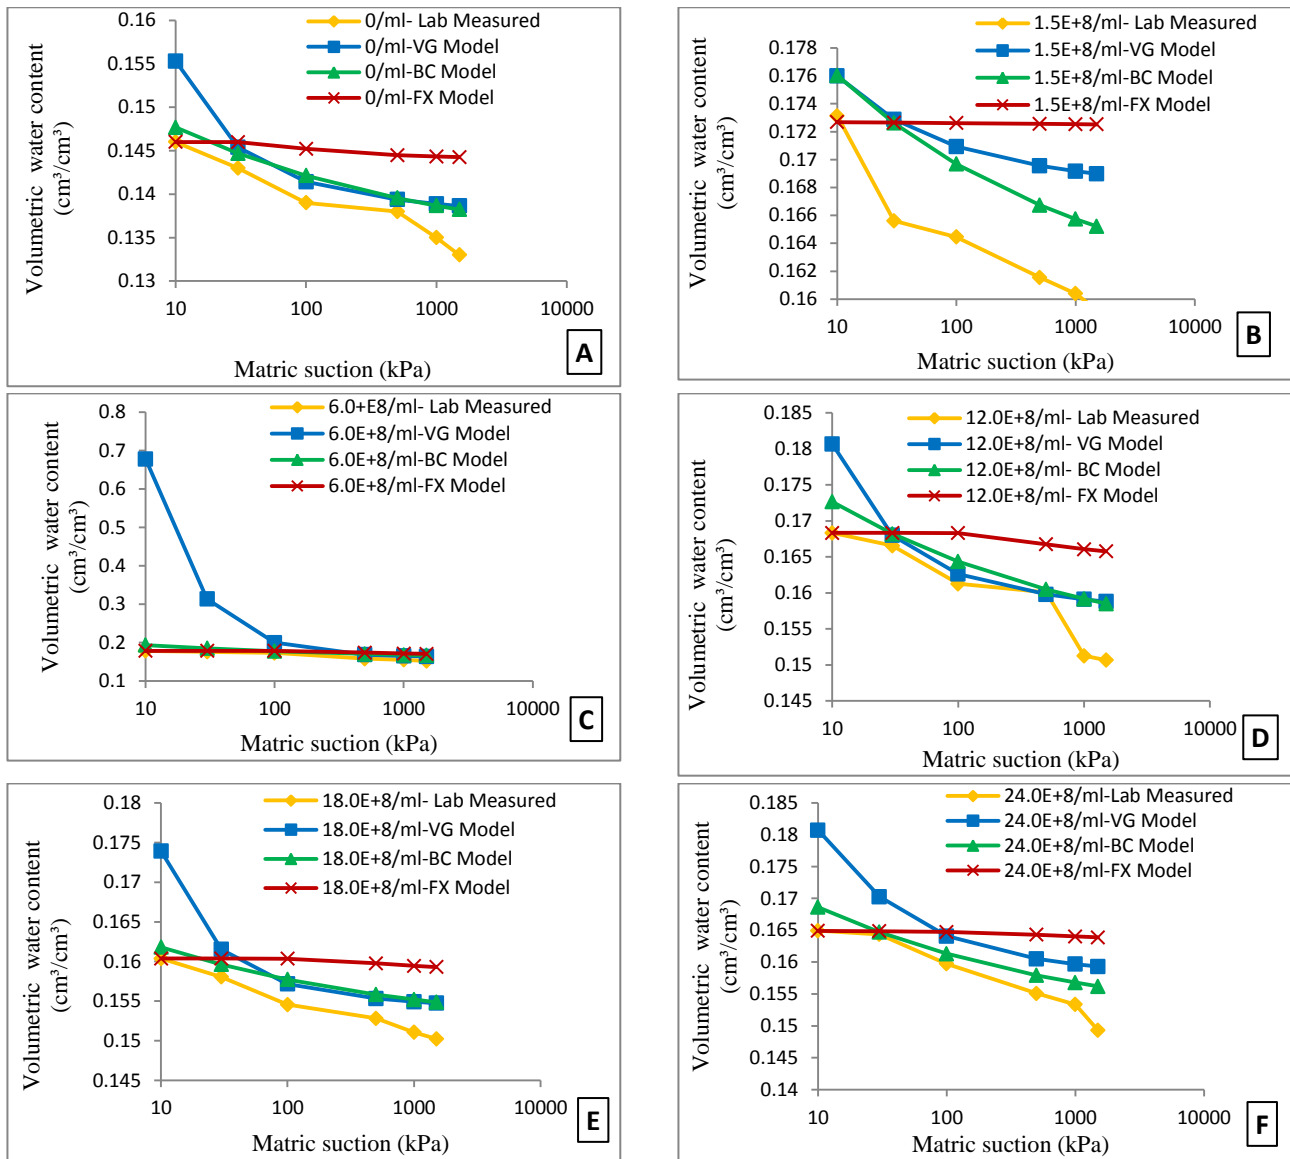 0/ml- Lab Measured
0/ml-VG Model
0/ml-BC Model
0/ml-FX Model
Volumetric water content
(cm³/cm³)
0.16
0.155
0.15
0.145
0.14
0.135
0.13
10
100
1000
10000
Matric suction (kPa)
A
1.5E+8/ml- Lab Measured
1.5E+8/ml-VG Model
1.5E+8/ml-BC Model
1.5E+8/ml-FX Model
Volumetric water content
(cm³/cm³)
0.178
0.176
0.174
0.172
0.17
0.168
0.166
0.164
0.162
0.16
10
100
1000
10000
Matric suction (kPa)
B
6.0+E8/ml- Lab Measured
6.0E+8/ml-VG Model
6.0E+8/ml-BC Model
6.0E+8/ml-FX Model
Volumetric water content
(cm³/cm³)
0.8
0.7
0.6
0.5
0.4
0.3
0.2
0.1
10
100
1000
10000
Matric suction (kPa)
C
12.0E+8/ml- Lab Measured
12.0E+8/ml- VG Model
12.0E+8/ml- BC Model
12.0E+8/ml- FX Model
Volumetric water content
(cm³/cm³)
0.185
0.18
0.175
0.17
0.165
0.16
0.155
0.15
0.145
10
100
1000
10000
Matric suction (kPa)
D
18.0E+8/ml- Lab Measured
18.0E+8/ml-VG Model
18.0E+8/ml-BC Model
18.0E+8/ml-FX Model
Volumetric water content
(cm³/cm³)
0.18
0.175
0.17
0.165
0.16
0.155
0.15
0.145
10
100
1000
10000
Matric suction (kPa)
E
24.0E+8/ml-Lab Measured
24.0E+8/ml-VG Model
24.0E+8/ml-BC Model
24.0E+8/ml-FX Model
Volumetric water content
(cm³/cm³)
0.185
0.18
0.175
0.17
0.165
0.16
0.155
0.15
0.145
0.14
10
100
1000
10000
Matric suction (kPa)
F